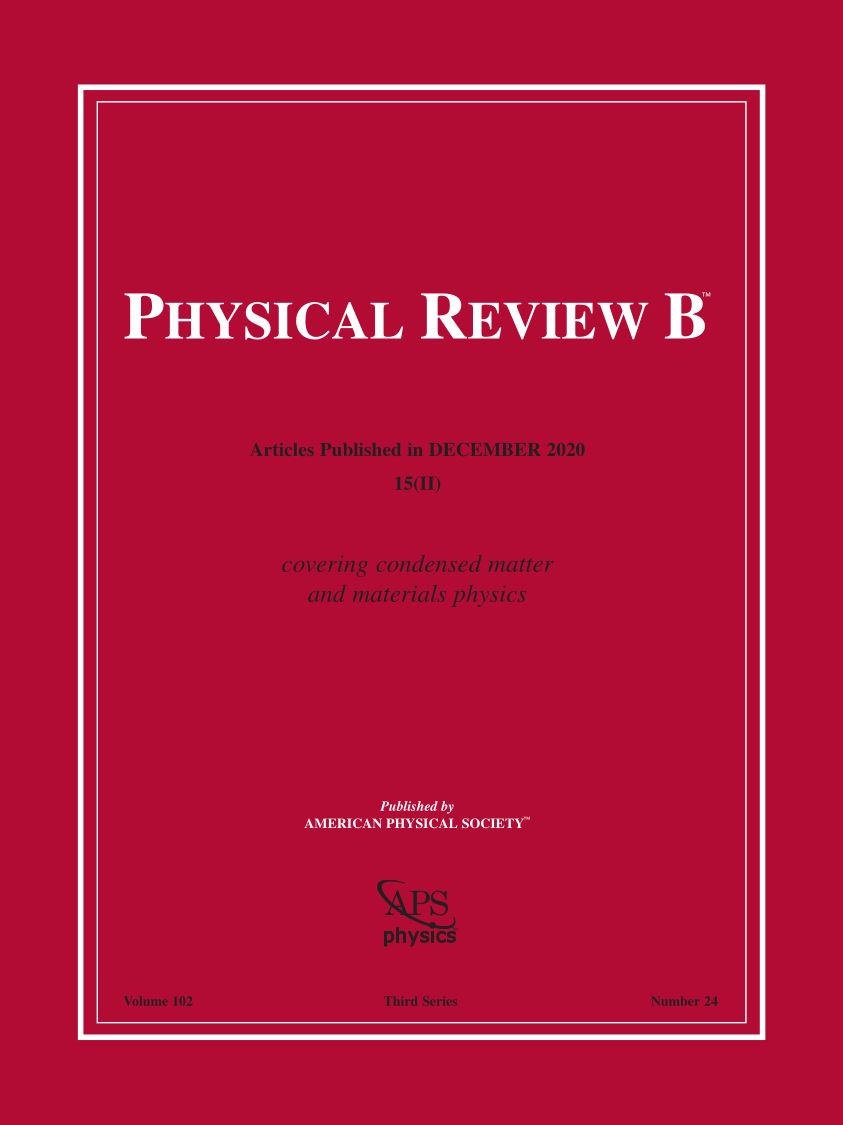 PHYSICAL REVIEW B™
Articles Published in DECEMBER 2020
15(II)
covering condensed matter
and materials physics
Published by
AMERICAN PHYSICAL SOCIETY™
APS
physics
Volume 102 Third Series Number 24